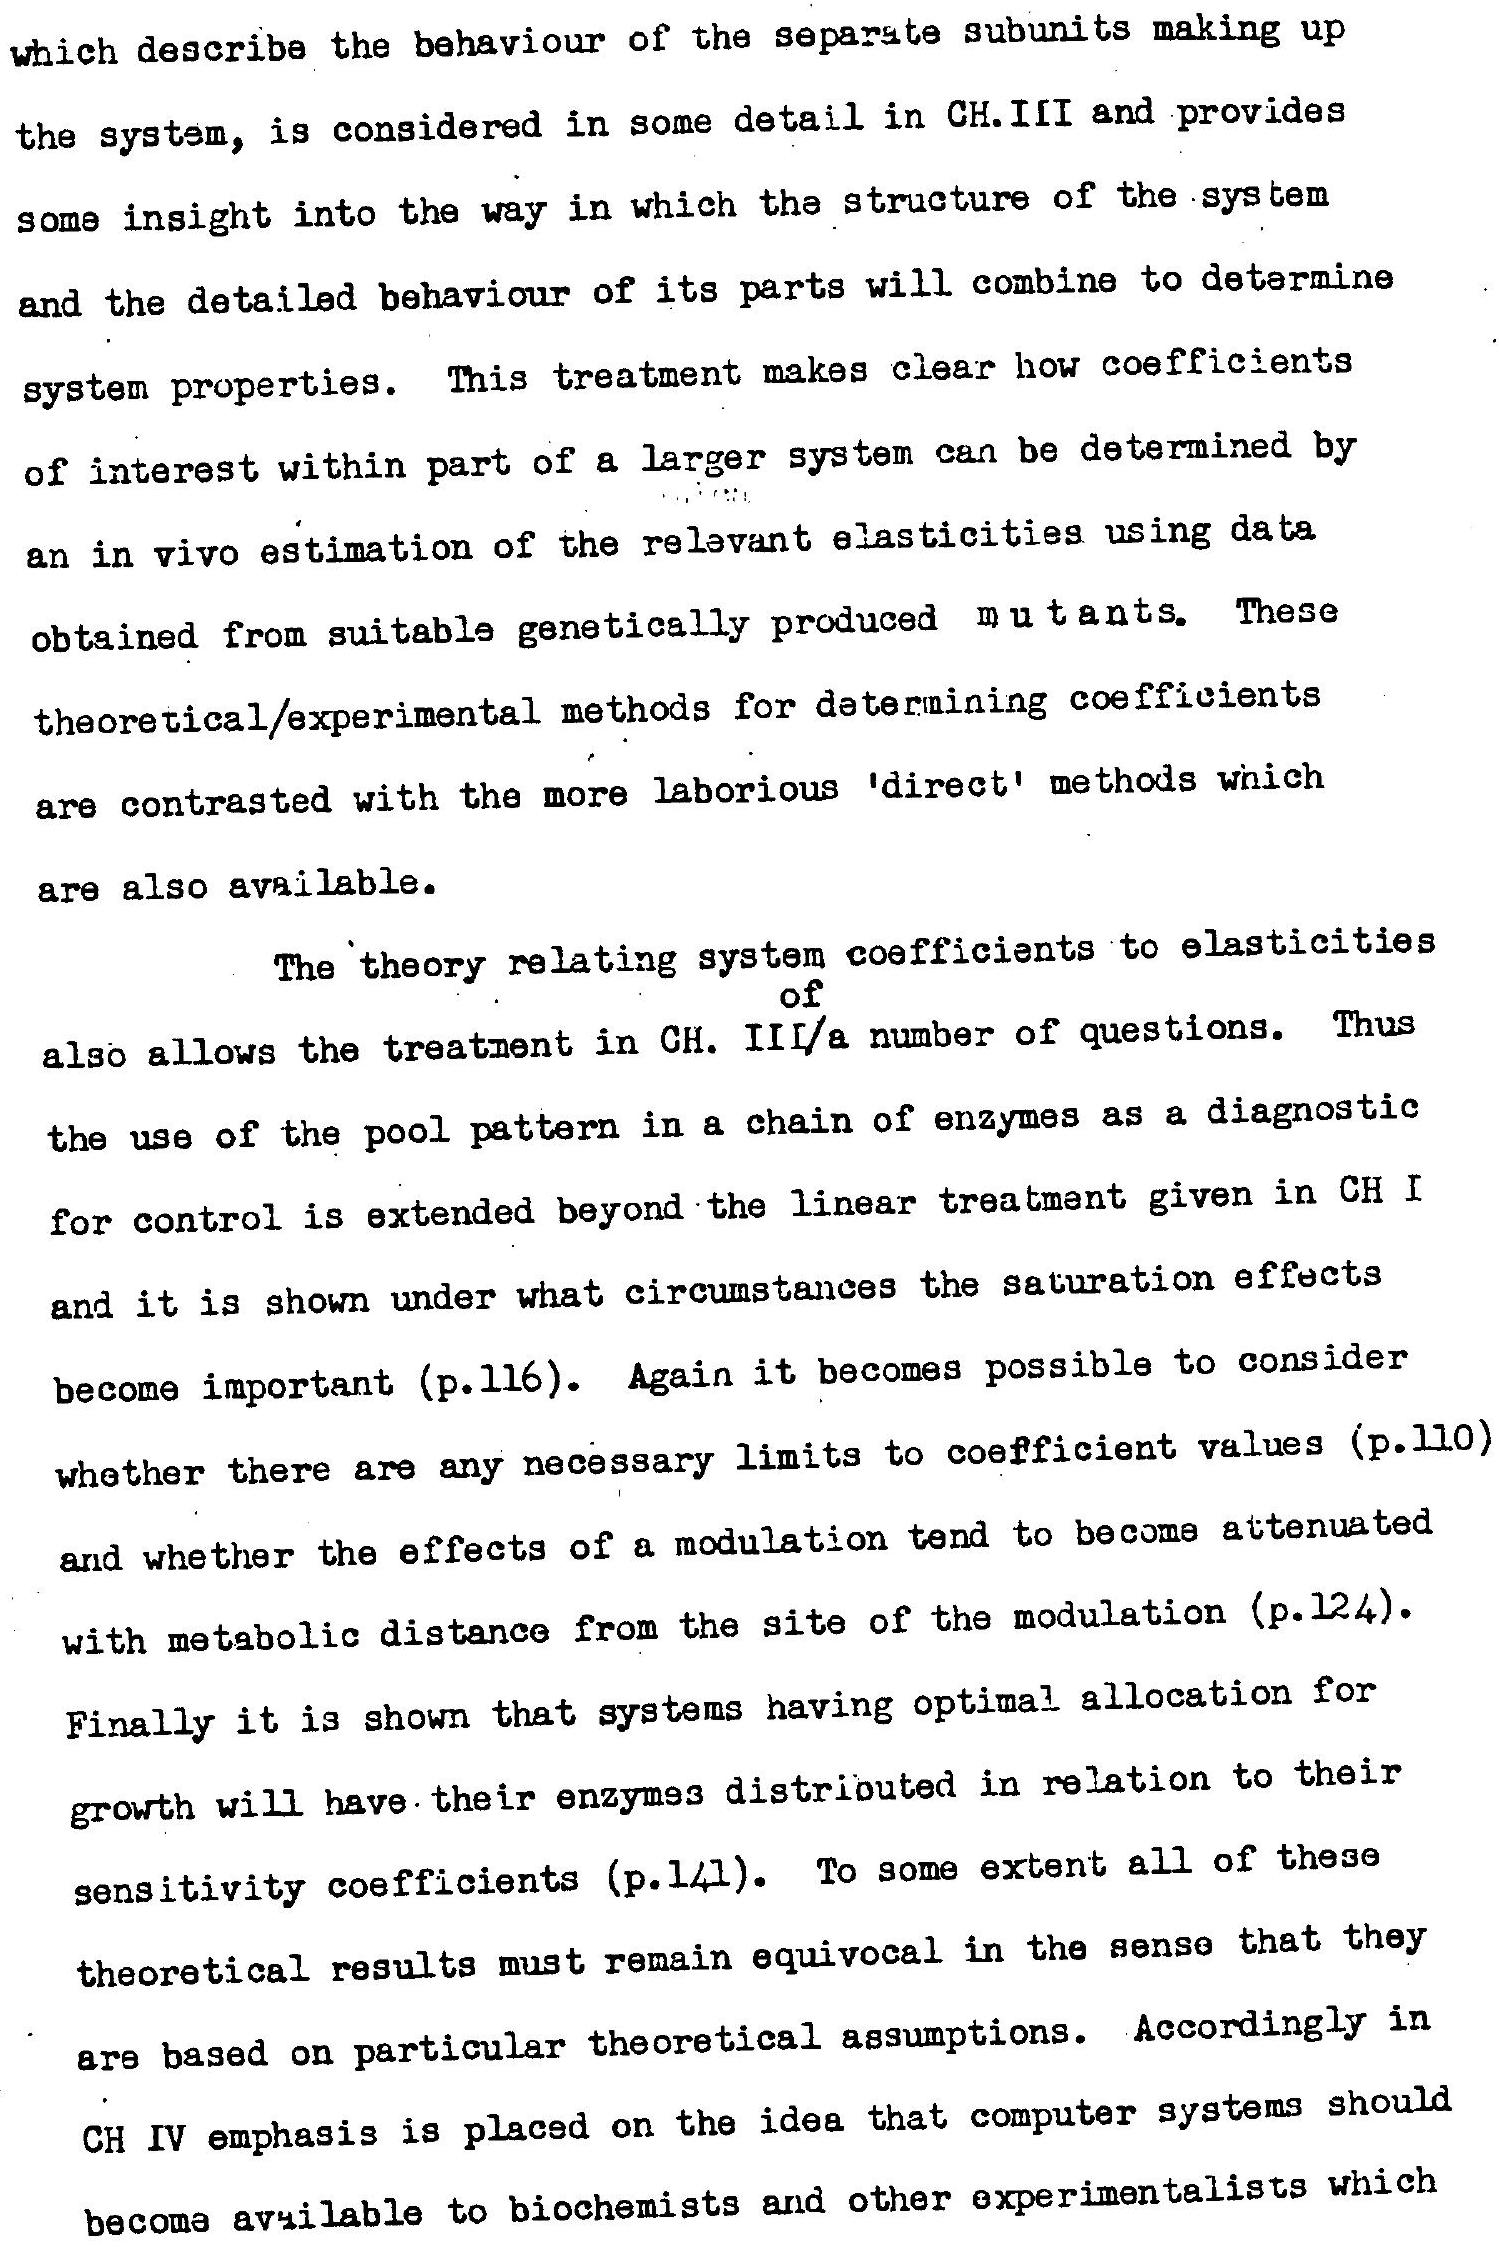 which describe the behaviour of the separate subunits making up
the system, is considered in some detail in CH.III and provides
some insight into the way in which the structure of the system
and the detailed behaviour of its parts will combine to determine
system properties.  This treatment makes clear how coefficients
of interest within part of a larger system can be determined by
an in vivo estimation of the relevant elasticities using data
obtained from suitable genetically produced m u t a n t s.  These
theoretical/experimental methods for determining coefficients
are contrasted with the more laborious 'direct' methods which
are also available.
The theory relating system coefficients to elasticities
of
also allows the treatment in CH. III/a number of questions.  Thus
the use of the pool pattern in a chain of enzymes as a diagnostic
for control is extended beyond the linear treatment given in CH I
and it is shown under what circumstances the saturation effects
become important (p.116).  Again it becomes possible to consider
whether there are any necessary limits to coefficient values (p.110)
and whether the effects of a modulation tend to become attenuated
with metabolic distance from the site of the modulation (p.124).
Finally it is shown that systems having optimal allocation for
growth will have their enzymes distributed in relation to their
sensitivity coefficients (p.141).  To some extent all of these
theoretical results must remain equivocal in the sense that they
are based on particular theoretical assumptions.  Accordingly in
CH IV emphasis is placed on the idea that computer systems should
become available to biochemists and other experimentalists which